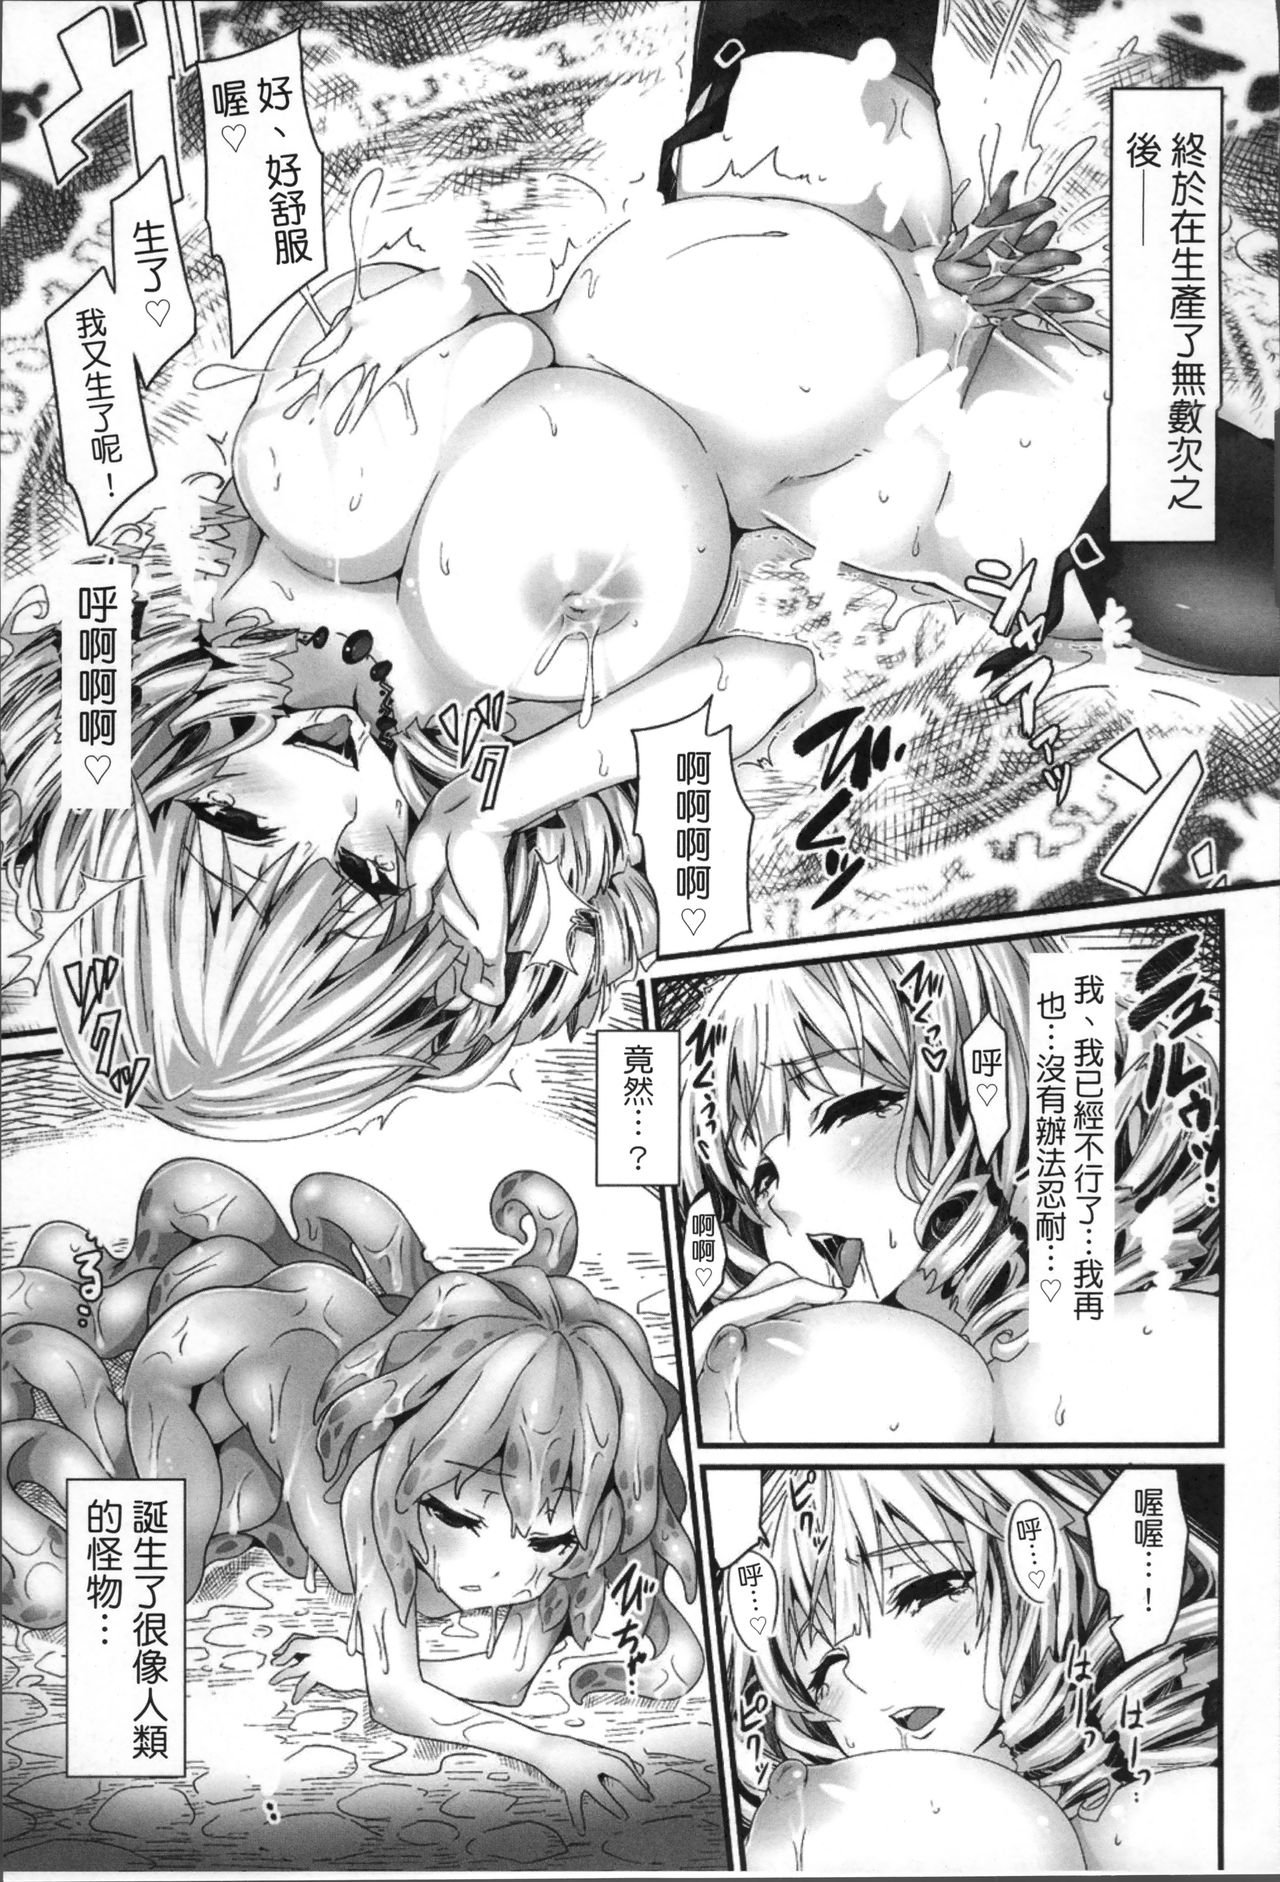 終於在生產了無數次之
後——
好、好舒服
喔♡
生了♡
我又生了呢！
呼啊啊啊♡
啊啊啊啊♡
我、我已經不行了…我再
也…沒有辦法忍耐…♡
呼♡
啊啊♡
竟然…？
喔喔…！
呼…♡
呼…♡
誕生了很像人類
的怪物…